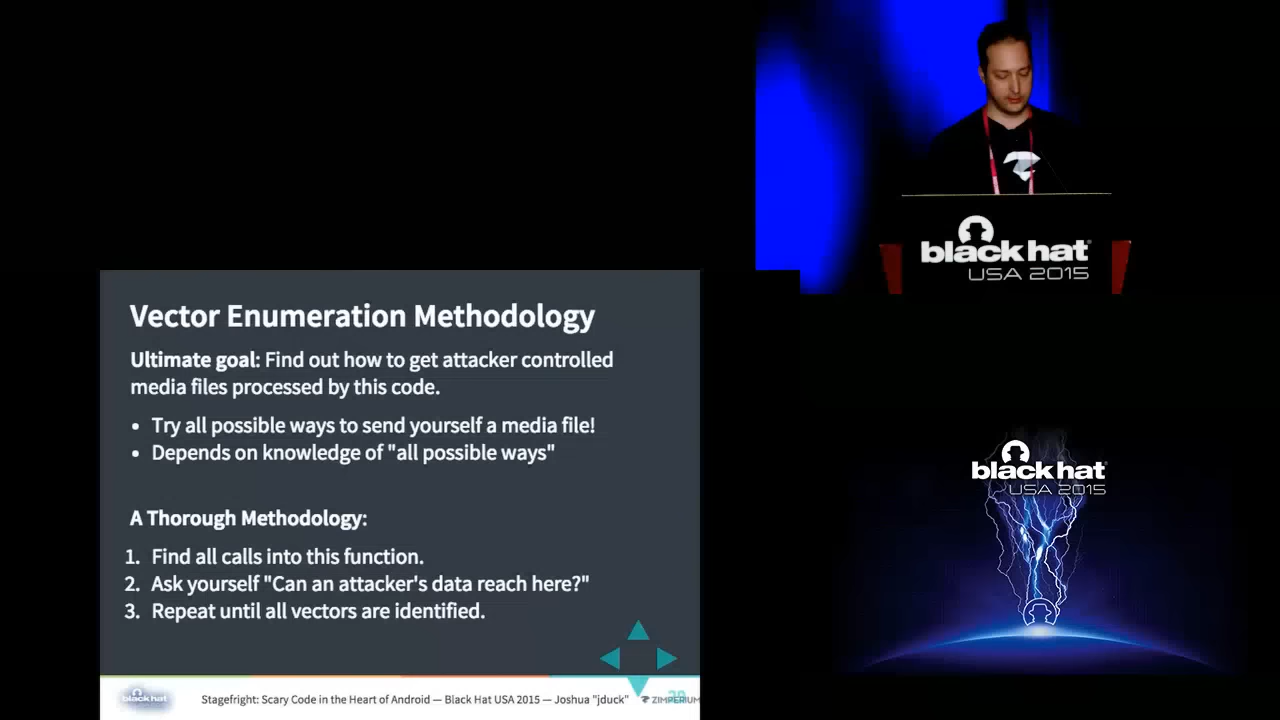 black hat
USA 2015
Vector Enumeration Methodology
Ultimate goal: Find out how to get attacker controlled
media files processed by this code.
• Try all possible ways to send yourself a media file!
• Depends on knowledge of "all possible ways"
A Thorough Methodology:
1. Find all calls into this function.
2. Ask yourself "Can an attacker's data reach here?"
3. Repeat until all vectors are identified.
black hat
USA 2015
black hat
Stagefright: Scary Code in the Heart of Android — Black Hat USA 2015 — Joshua "jduck"
ZIMPERIUM